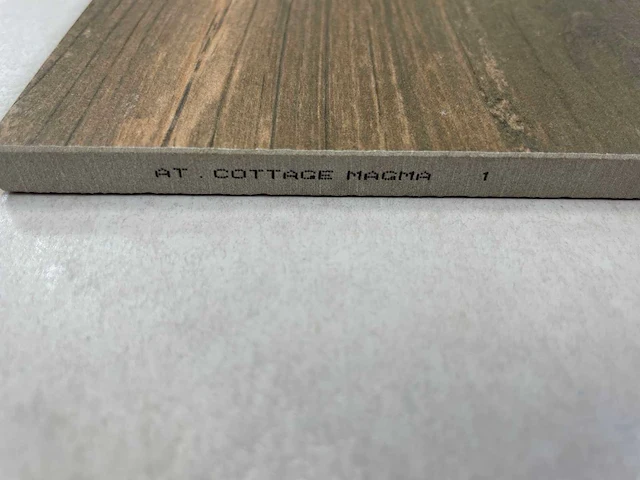 AT . COTTAGE MAGMA 1